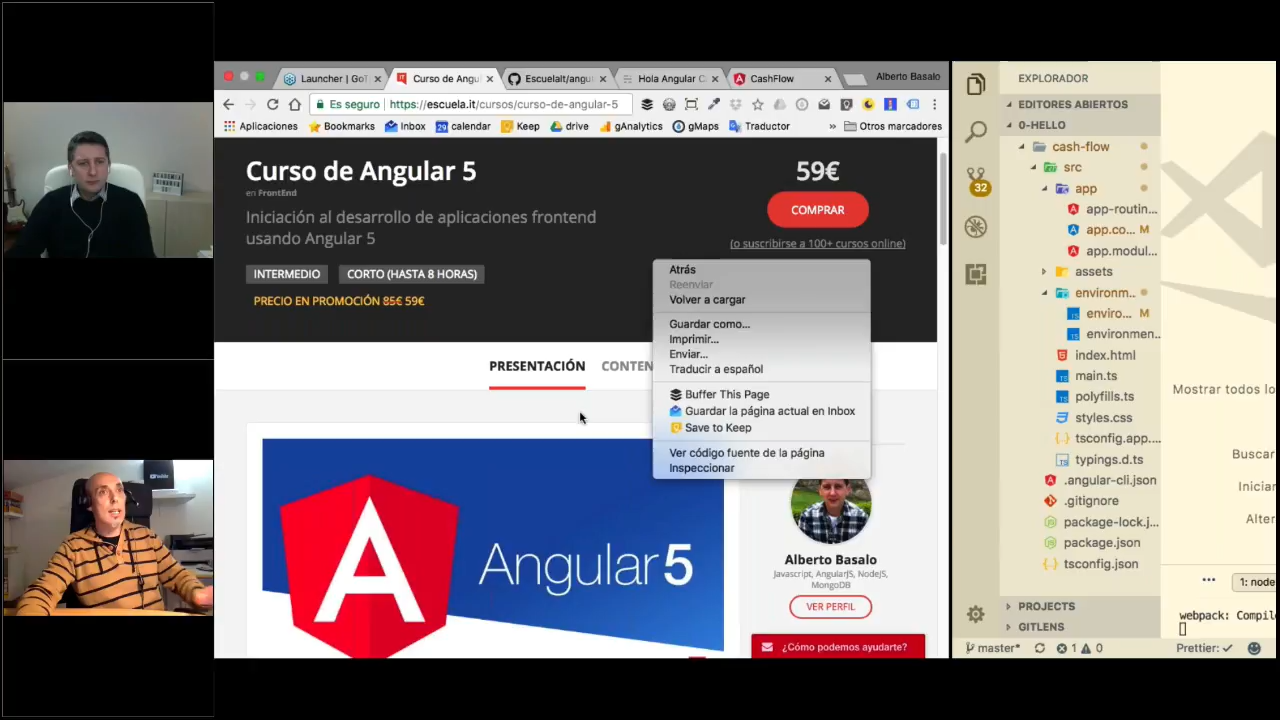 Launcher | GoT
Curso de Angu
EscuelaIt/angu
Hola Angular C
CashFlow
Alberto Basalo
Es seguro
https://escuela.it/cursos/curso-de-angular-5
Aplicaciones
Bookmarks
Inbox
calendar
Keep
drive
gAnalytics
gMaps
Traductor
»
Otros marcadores
Curso de Angular 5
en FrontEnd
Iniciación al desarrollo de aplicaciones frontend
usando Angular 5
INTERMEDIO
CORTO (HASTA 8 HORAS)
PRECIO EN PROMOCIÓN 85€ 59€
59€
COMPRAR
(o suscribirse a 100+ cursos online)
PRESENTACIÓN
CONTEN
Atrás
Reenviar
Volver a cargar
Guardar como...
Imprimir...
Enviar...
Traducir a español
Buffer This Page
Guardar la página actual en Inbox
Save to Keep
Ver código fuente de la página
Inspeccionar
Angular 5
Alberto Basalo
Javascript, AngularJS, NodeJS,
MongoDB
VER PERFIL
¿Cómo podemos ayudarte?
32
EXPLORADOR
EDITORES ABIERTOS
0-HELLO
cash-flow
src
app
app-routin...
app.co... M
app.modul...
assets
environm...
enviro... M
environmen...
index.html
main.ts
polyfills.ts
styles.css
tsconfig.app....
typings.d.ts
.angular-cli.json
.gitignore
package-lock.j...
package.json
tsconfig.json
PROJECTS
GITLENS
Mostrar todos lo
Buscar
Iniciar
Alter
··· 1: node
webpack: Compil
master*
1 0
Prettier: ✓